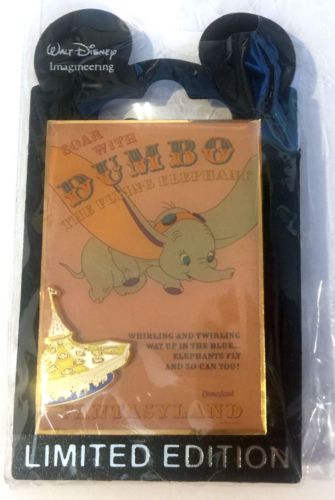 WALT DISNEY
Imagineering
SOAR WITH
DUMBO
THE FLYING ELEPHANT
WHIRLING AND TWIRLING
WAY UP IN THE BLUE...
ELEPHANTS FLY
AND SO CAN YOU!
Disneyland
FANTASYLAND
LIMITED EDITION